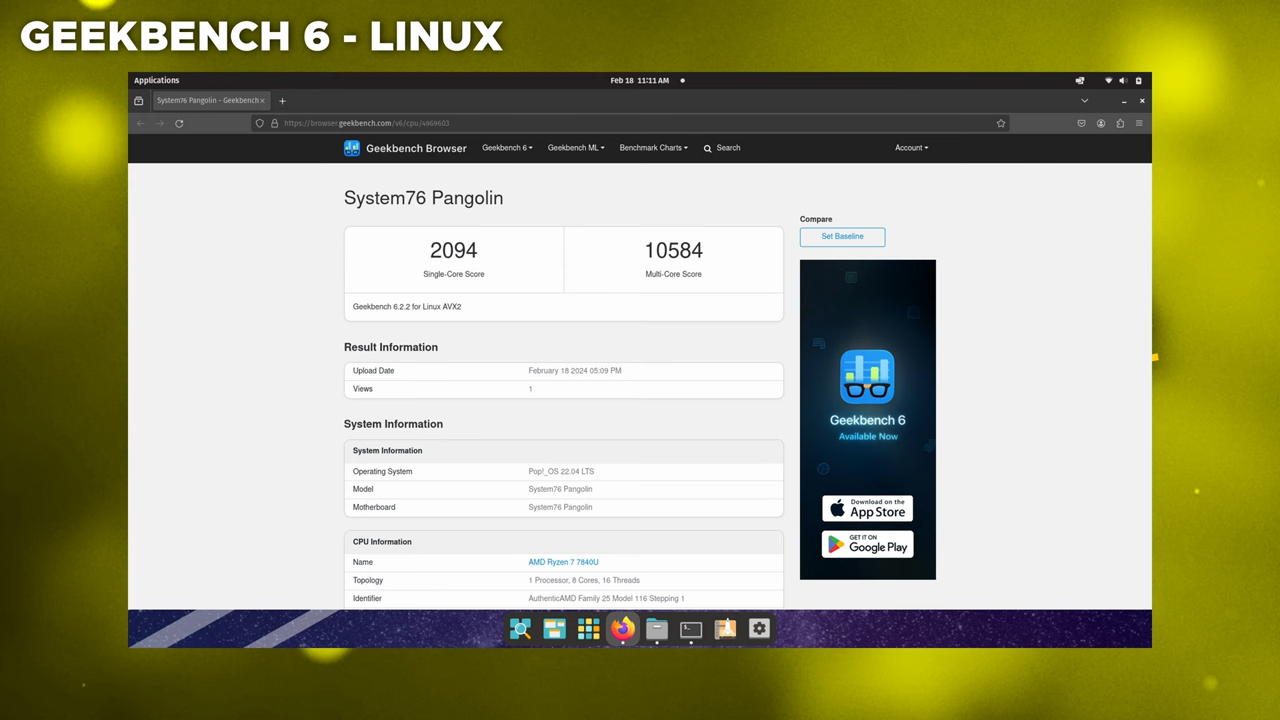 GEEKBENCH 6 - LINUX
Applications
Feb 18 11:11 AM
System76 Pangolin - Geekbench
https://browser.geekbench.com/v6/cpu/4969603
Geekbench Browser
Geekbench 6
Geekbench ML
Benchmark Charts
Search
Account
System76 Pangolin
2094
Single-Core Score
10584
Multi-Core Score
Geekbench 6.2.2 for Linux AVX2
Result Information
Upload Date February 18 2024 05:09 PM
Views 1
System Information
System Information
Operating System Pop!_OS 22.04 LTS
Model System76 Pangolin
Motherboard System76 Pangolin
CPU Information
Name AMD Ryzen 7 7840U
Topology 1 Processor, 8 Cores, 16 Threads
Identifier AuthenticAMD Family 25 Model 116 Stepping 1
Compare
Set Baseline
Geekbench 6
Available Now
Download on the
App Store
GET IT ON
Google Play